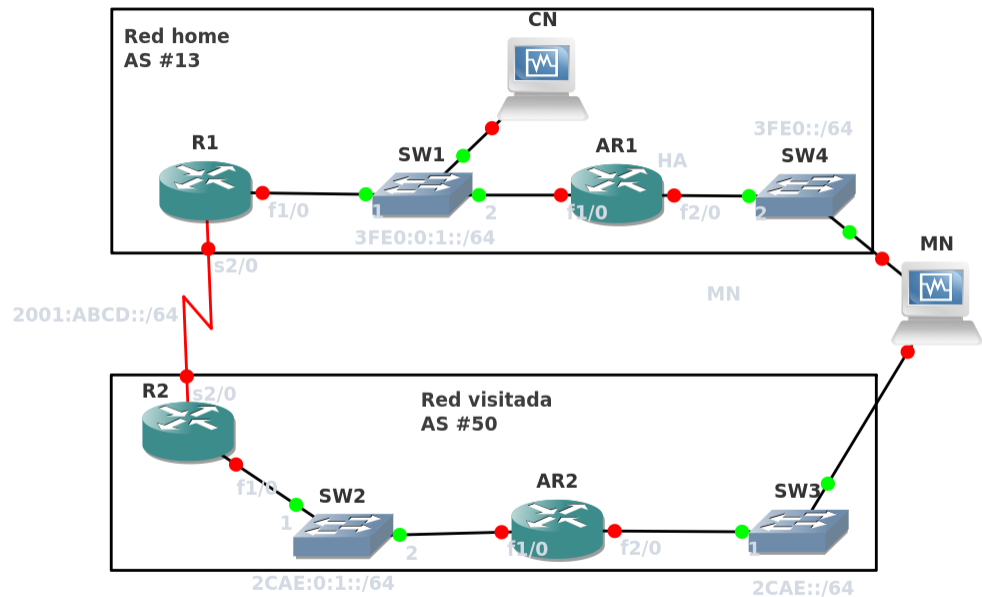 CN
Red home
AS #13
3FE0::/64
R1
AR1
SW1
HA
SW4
f1/0
1
2
f1/0
f2/0
2
3FE0:0:1::/64
MN
s2/0
MN
2001:ABCD::/64
R2
s2/0
Red visitada
AS #50
AR2
f1/0
SW2
SW3
1
2
f1/0
f2/0
1
2CAE:0:1::/64
2CAE::/64